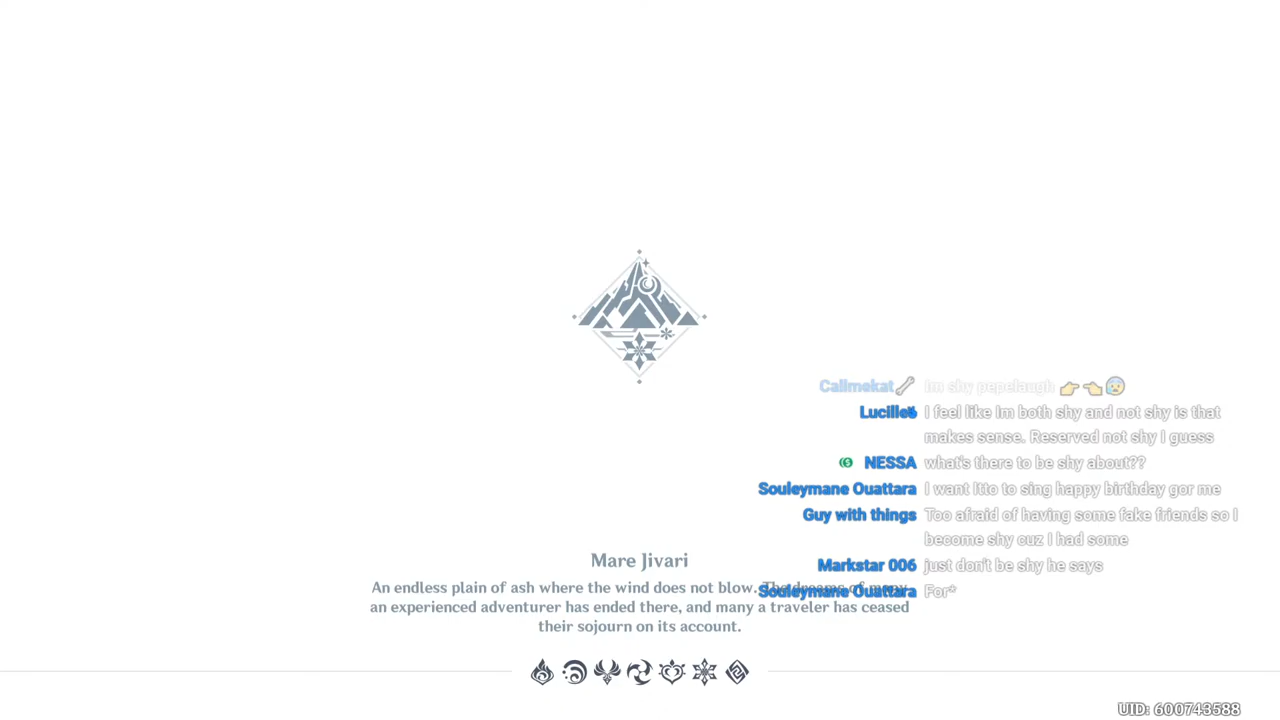 Callmekat Im shy pepelaugh
Lucille I feel like Im both shy and not shy is that
makes sense. Reserved not shy I guess
NESSA what's there to be shy about??
Souleymane Ouattara I want Itto to sing happy birthday gor me
Guy with things Too afraid of having some fake friends so I
become shy cuz I had some
Markstar 006 just don't be shy he says
Souleymane Ouattara For*
Mare Jivari
An endless plain of ash where the wind does not blow. The dreams of many
an experienced adventurer has ended there, and many a traveler has ceased
their sojourn on its account.
UID: 600743588